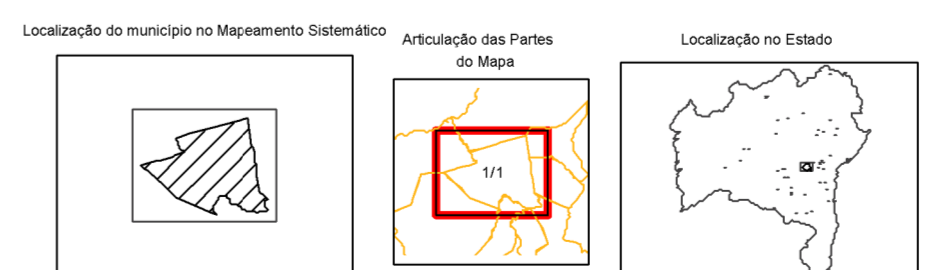 Localização do município no Mapeamento Sistemático
Articulação das Partes
do Mapa
Localização no Estado
1/1